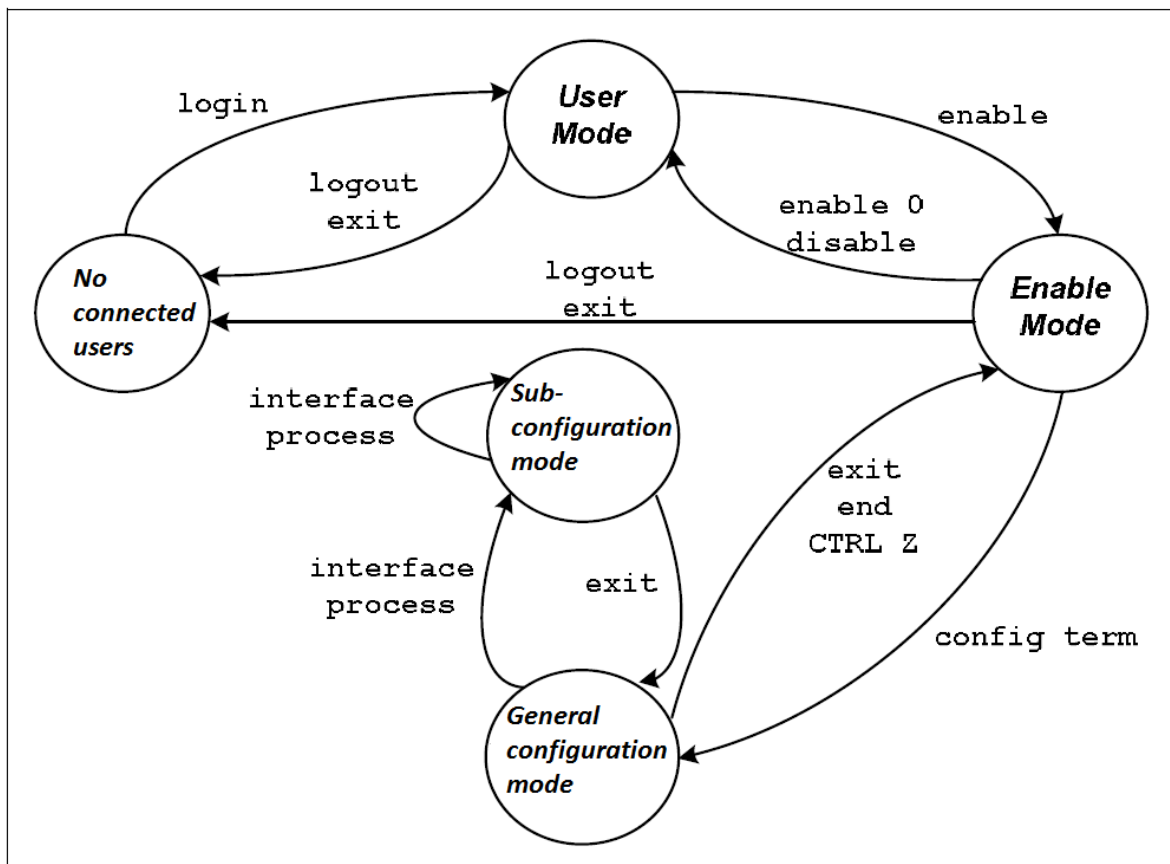 login
User
Mode
enable
logout
exit
enable 0
disable
No
connected
users
logout
exit
Enable
Mode
interface
process
Sub-
configuration
mode
exit
end
CTRL Z
interface
process
exit
config term
General
configuration
mode